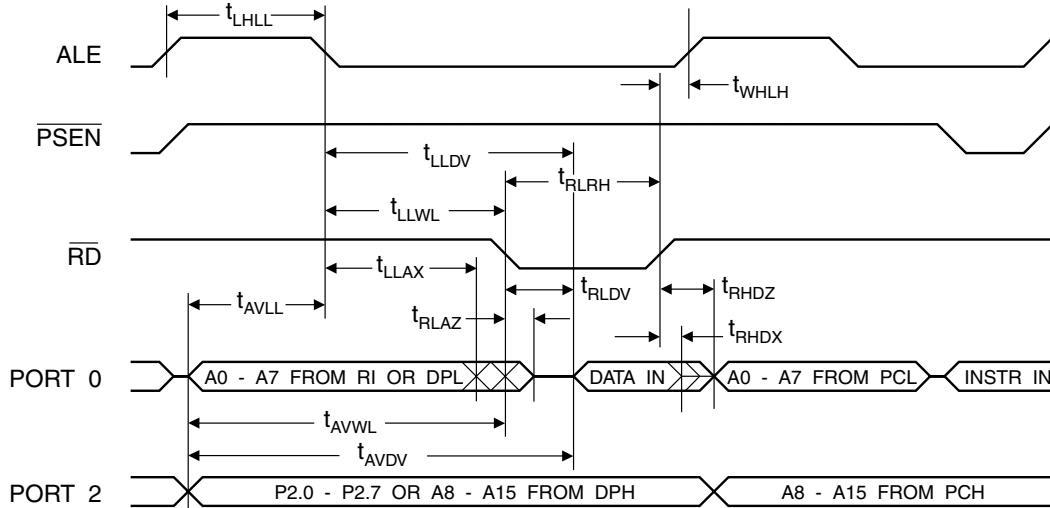 tLHLL
ALE
tWHLH
PSEN
tLLDV
tRLRH
tLLWL
RD
tLLAX
tRLDV
tRHDZ
tAVLL
tRLAZ
tRHDX
PORT 0
A0 - A7 FROM RI OR DPL
DATA IN
A0 - A7 FROM PCL
INSTR IN
tAVWL
tAVDV
PORT 2
P2.0 - P2.7 OR A8 - A15 FROM DPH
A8 - A15 FROM PCH